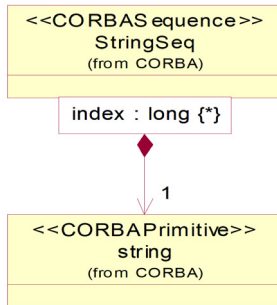 <<CORBASequence>>
StringSeq
(from CORBA)
index : long {*}
1
<<CORBAPrimitive>>
string
(from CORBA)